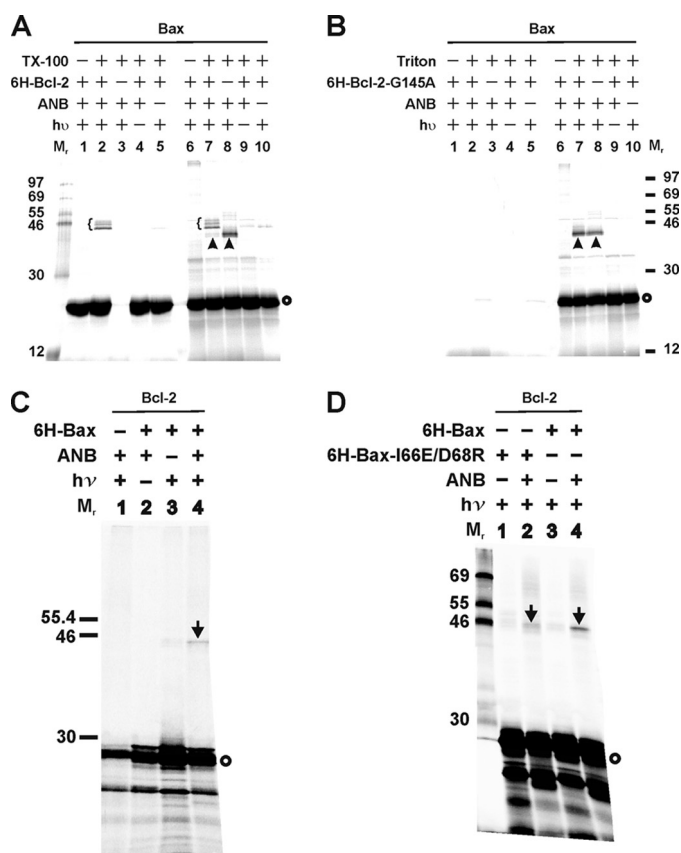 A
Bax
TX-100 − + + + + − + + + +
6H-Bcl-2 + + − + + + + − + +
ANB + + + + − + + + + −
hυ + + + − + + + + − +
Mr 1 2 3 4 5 6 7 8 9 10
97
69
55
46
30
12
B
Bax
Triton − + + + + − + + + +
6H-Bcl-2-G145A + + − + + + + − + +
ANB + + + + − + + + + −
hυ + + + − + + + + − +
1 2 3 4 5 6 7 8 9 10 Mr
97
69
55
46
30
12
C
Bcl-2
6H-Bax − + + +
ANB + + − +
hν + − + +
Mr 1 2 3 4
55.4
46
30
D
Bcl-2
6H-Bax − − + +
6H-Bax-I66E/D68R + + − −
ANB − + − +
hν + + + +
Mr 1 2 3 4
69
55
46
30